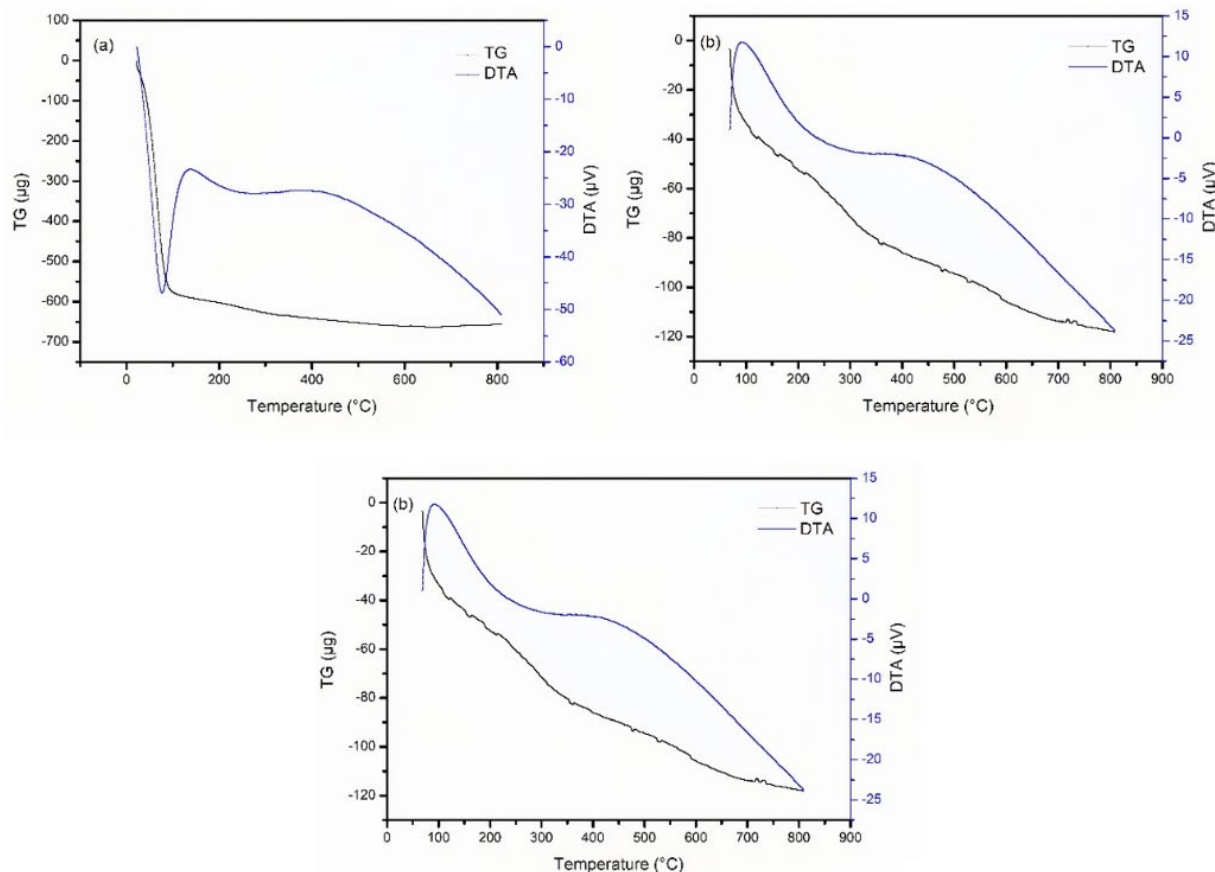 (a)
TG
DTA
100
0
-100
-200
-300
-400
-500
-600
-700
TG (µg)
0
-10
-20
-30
-40
-50
-60
DTA (µV)
0 200 400 600 800
Temperature (°C)
(b)
TG
DTA
0
-20
-40
-60
-80
-100
-120
TG (µg)
15
10
5
0
-5
-10
-15
-20
-25
DTA (µV)
0 100 200 300 400 500 600 700 800 900
Temperature (°C)
(b)
TG
DTA
0
-20
-40
-60
-80
-100
-120
TG (µg)
15
10
5
0
-5
-10
-15
-20
-25
DTA (µV)
0 100 200 300 400 500 600 700 800 900
Temperature (°C)